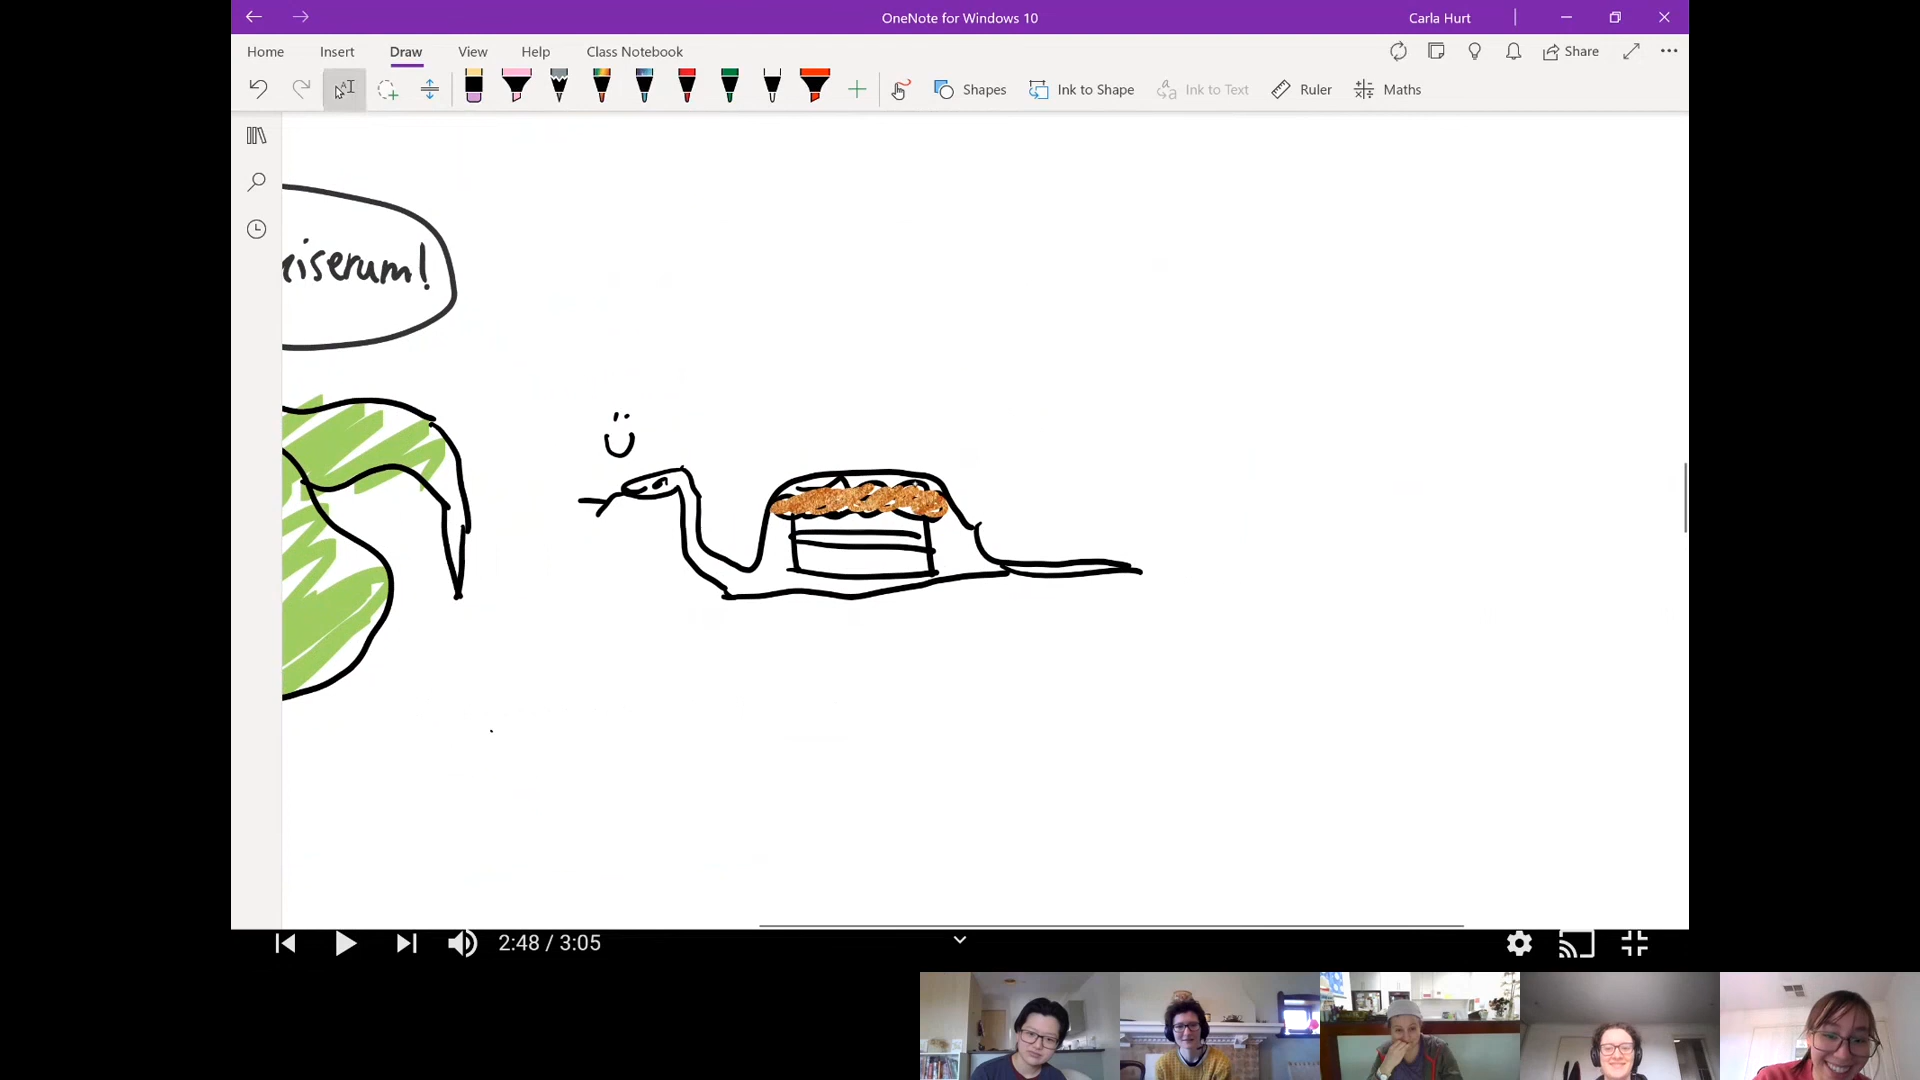 OneNote for Windows 10
Carla Hurt
Home Insert Draw View Help Class Notebook
Share
Shapes Ink to Shape Ink to Text Ruler Maths
iserum!
2:48 / 3:05